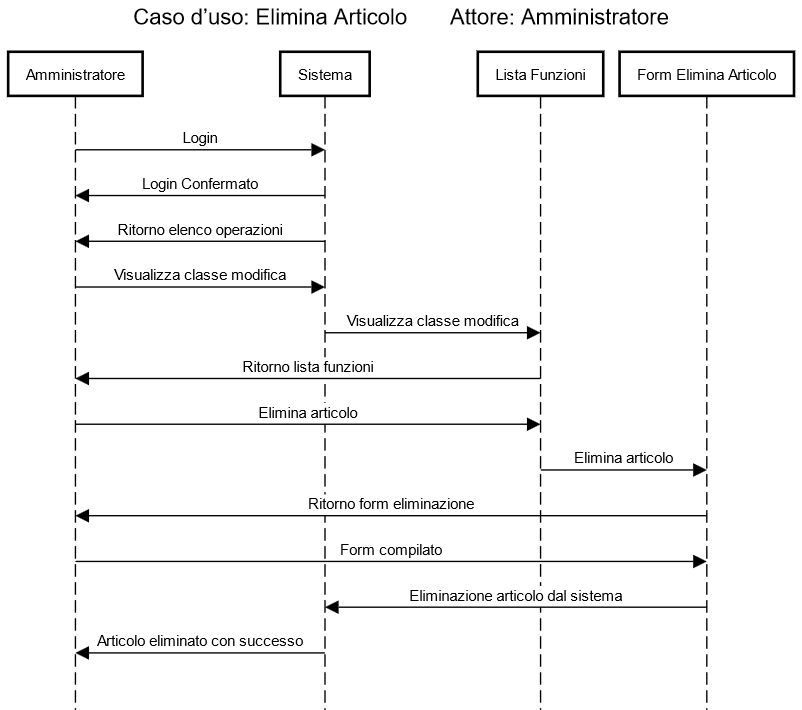 Caso d’uso: Elimina Articolo Attore: Amministratore
Amministratore Sistema Lista Funzioni Form Elimina Articolo
Login
Login Confermato
Ritorno elenco operazioni
Visualizza classe modifica
Visualizza classe modifica
Ritorno lista funzioni
Elimina articolo
Elimina articolo
Ritorno form eliminazione
Form compilato
Eliminazione articolo dal sistema
Articolo eliminato con successo